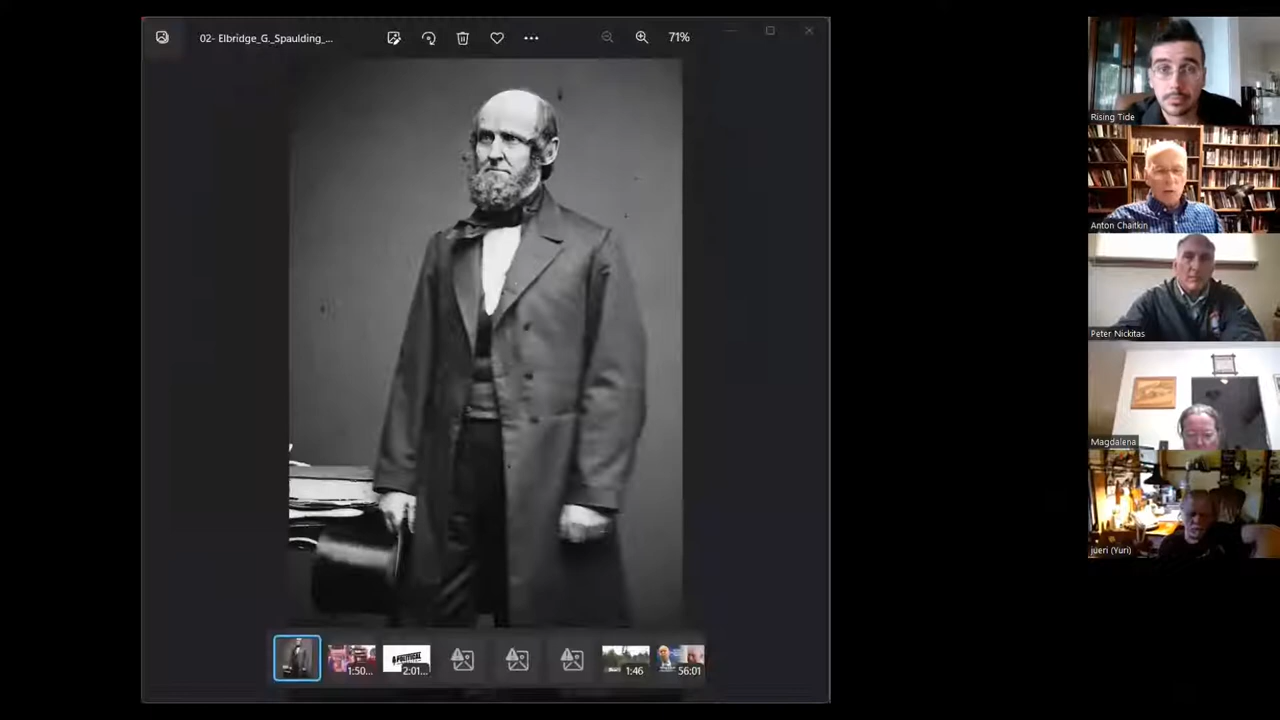 02- Elbridge_G._Spaulding_...
71%
Rising Tide
Anton Chaitkin
Peter Nickitas
Magdalena
jueri (Yuri)
1:50...
2:01...
1:46
56:01